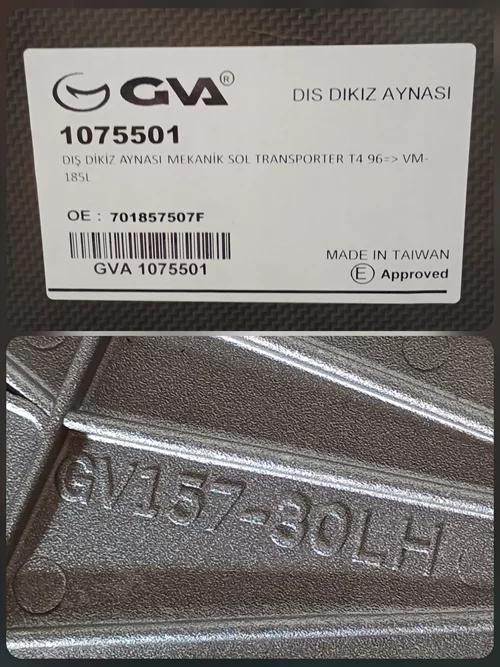 GVA®
DIS DIKIZ AYNASI
1075501
DIŞ DİKİZ AYNASI MEKANİK SOL TRANSPORTER T4 96=> VM-
185L
OE : 701857507F
GVA 1075501
MADE IN TAIWAN
E Approved
GV157-30LH